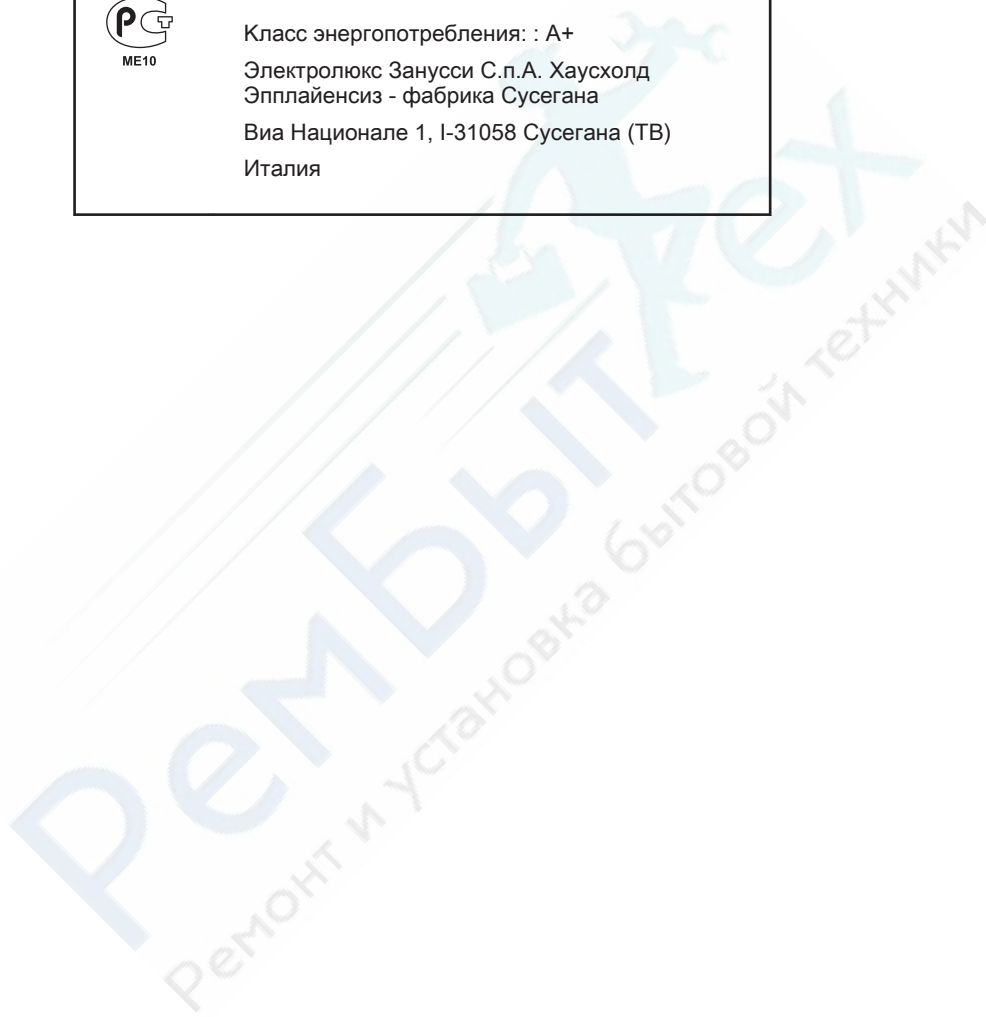 РСТ
ME10
Класс энергопотребления: : А+
Электролюкс Занусси С.п.А. Хаусхолд
Эпплайенсиз - фабрика Сусегана
Виа Национале 1, I-31058 Сусегана (ТВ)
Италия
РемБытТех
Ремонт и установка бытовой техники